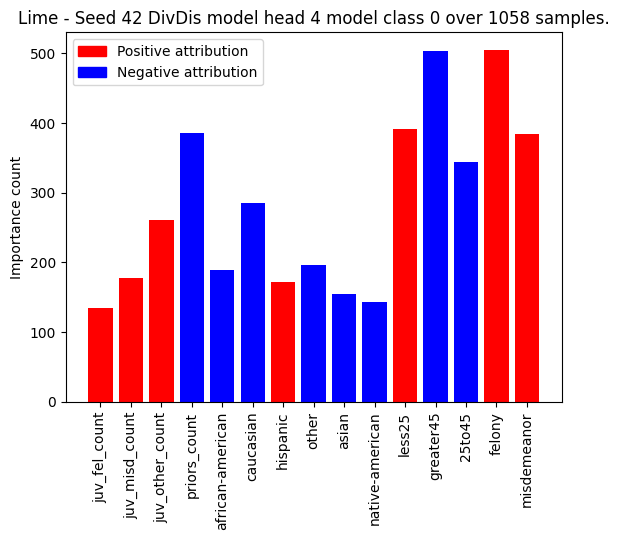 Lime - Seed 42 DivDis model head 4 model class 0 over 1058 samples.
Positive attribution
Negative attribution
Importance count
500
400
300
200
100
0
juv_fel_count
juv_misd_count
juv_other_count
priors_count
african-american
caucasian
hispanic
other
asian
native-american
less25
greater45
25to45
felony
misdemeanor